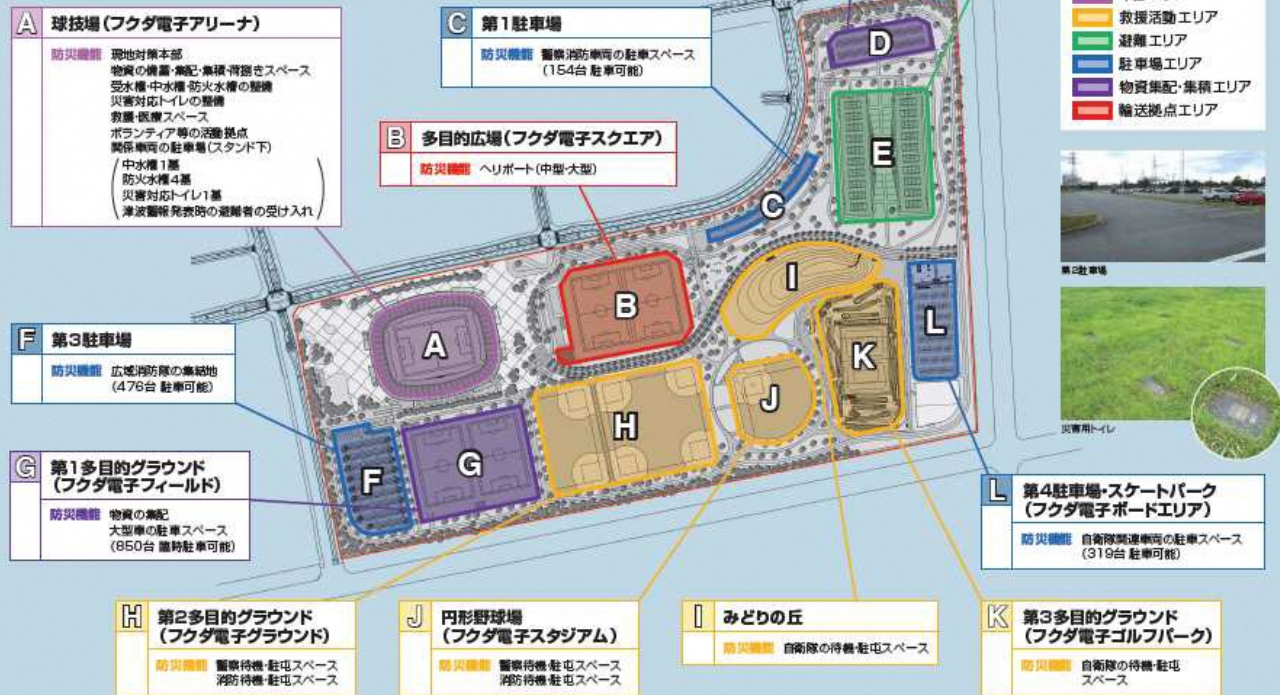 A 球技場(フクダ電子アリーナ)
防災機能 現地対策本部
物資の備蓄・集配・集積・荷捌きスペース
受水槽・中水槽・防火水槽の整備
災害対応トイレの整備
救護・医療スペース
ボランティア等の活動拠点
関係車両の駐車場(スタンド下)
中水槽1基
防火水槽4基
災害対応トイレ1基
津波警報発表時の避難者の受け入れ
C 第1駐車場
防災機能 警察消防車両の駐車スペース
(154台 駐車可能)
B 多目的広場(フクダ電子スクエア)
防災機能 ヘリポート(中型・大型)
救援活動エリア
避難エリア
駐車場エリア
物資集配・集積エリア
輸送拠点エリア
第2駐車場
災害用トイレ
D
E
C
I
B
L
A
K
J
H
G
F
F 第3駐車場
防災機能 広域消防隊の集結地
(476台 駐車可能)
G 第1多目的グラウンド
(フクダ電子フィールド)
防災機能 物資の集配
大型車の駐車スペース
(850台 臨時駐車可能)
L 第4駐車場・スケートパーク
(フクダ電子ボードエリア)
防災機能 自衛隊関連車両の駐車スペース
(319台 駐車可能)
H 第2多目的グラウンド
(フクダ電子グラウンド)
防災機能 警察待機・駐屯スペース
消防待機・駐屯スペース
J 円形野球場
(フクダ電子スタジアム)
防災機能 警察待機・駐屯スペース
消防待機・駐屯スペース
I みどりの丘
防災機能 自衛隊の待機・駐屯スペース
K 第3多目的グラウンド
(フクダ電子ゴルフパーク)
防災機能 自衛隊の待機・駐屯
スペース